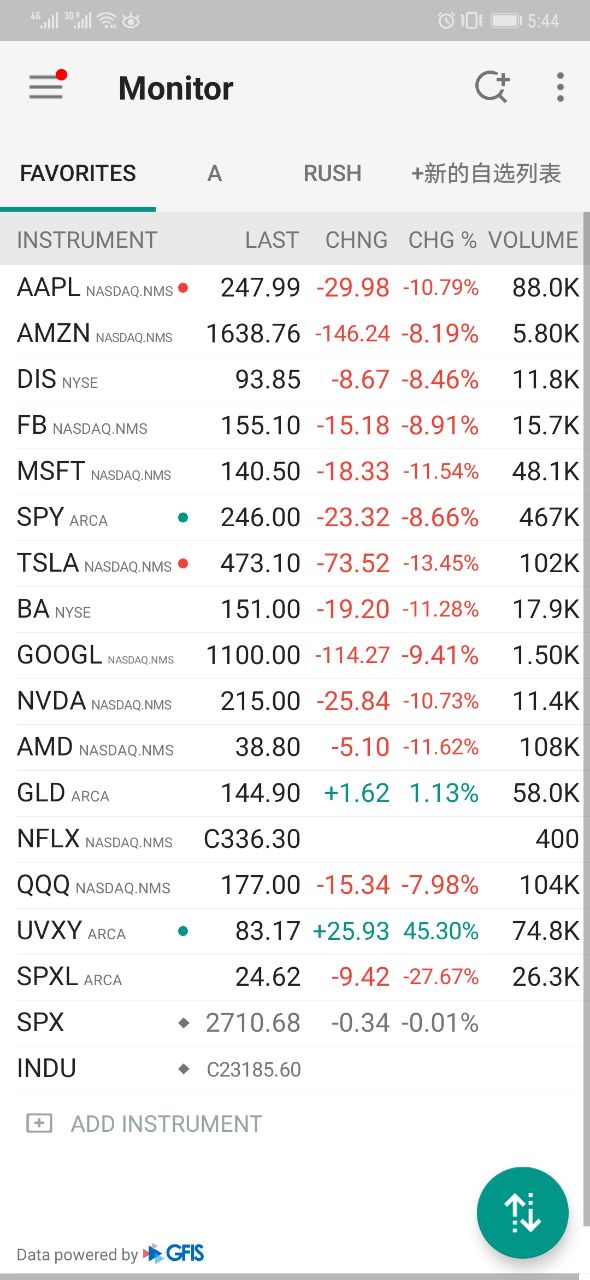 4G 3G R 5:44
Monitor
FAVORITES A RUSH +新的自选列表
INSTRUMENT LAST CHNG CHG % VOLUME
AAPL NASDAQ.NMS 247.99 -29.98 -10.79% 88.0K
AMZN NASDAQ.NMS 1638.76 -146.24 -8.19% 5.80K
DIS NYSE 93.85 -8.67 -8.46% 11.8K
FB NASDAQ.NMS 155.10 -15.18 -8.91% 15.7K
MSFT NASDAQ.NMS 140.50 -18.33 -11.54% 48.1K
SPY ARCA 246.00 -23.32 -8.66% 467K
TSLA NASDAQ.NMS 473.10 -73.52 -13.45% 102K
BA NYSE 151.00 -19.20 -11.28% 17.9K
GOOGL NASDAQ.NMS 1100.00 -114.27 -9.41% 1.50K
NVDA NASDAQ.NMS 215.00 -25.84 -10.73% 11.4K
AMD NASDAQ.NMS 38.80 -5.10 -11.62% 108K
GLD ARCA 144.90 +1.62 1.13% 58.0K
NFLX NASDAQ.NMS C336.30 400
QQQ NASDAQ.NMS 177.00 -15.34 -7.98% 104K
UVXY ARCA 83.17 +25.93 45.30% 74.8K
SPXL ARCA 24.62 -9.42 -27.67% 26.3K
SPX 2710.68 -0.34 -0.01%
INDU C23185.60
ADD INSTRUMENT
Data powered by GFIS